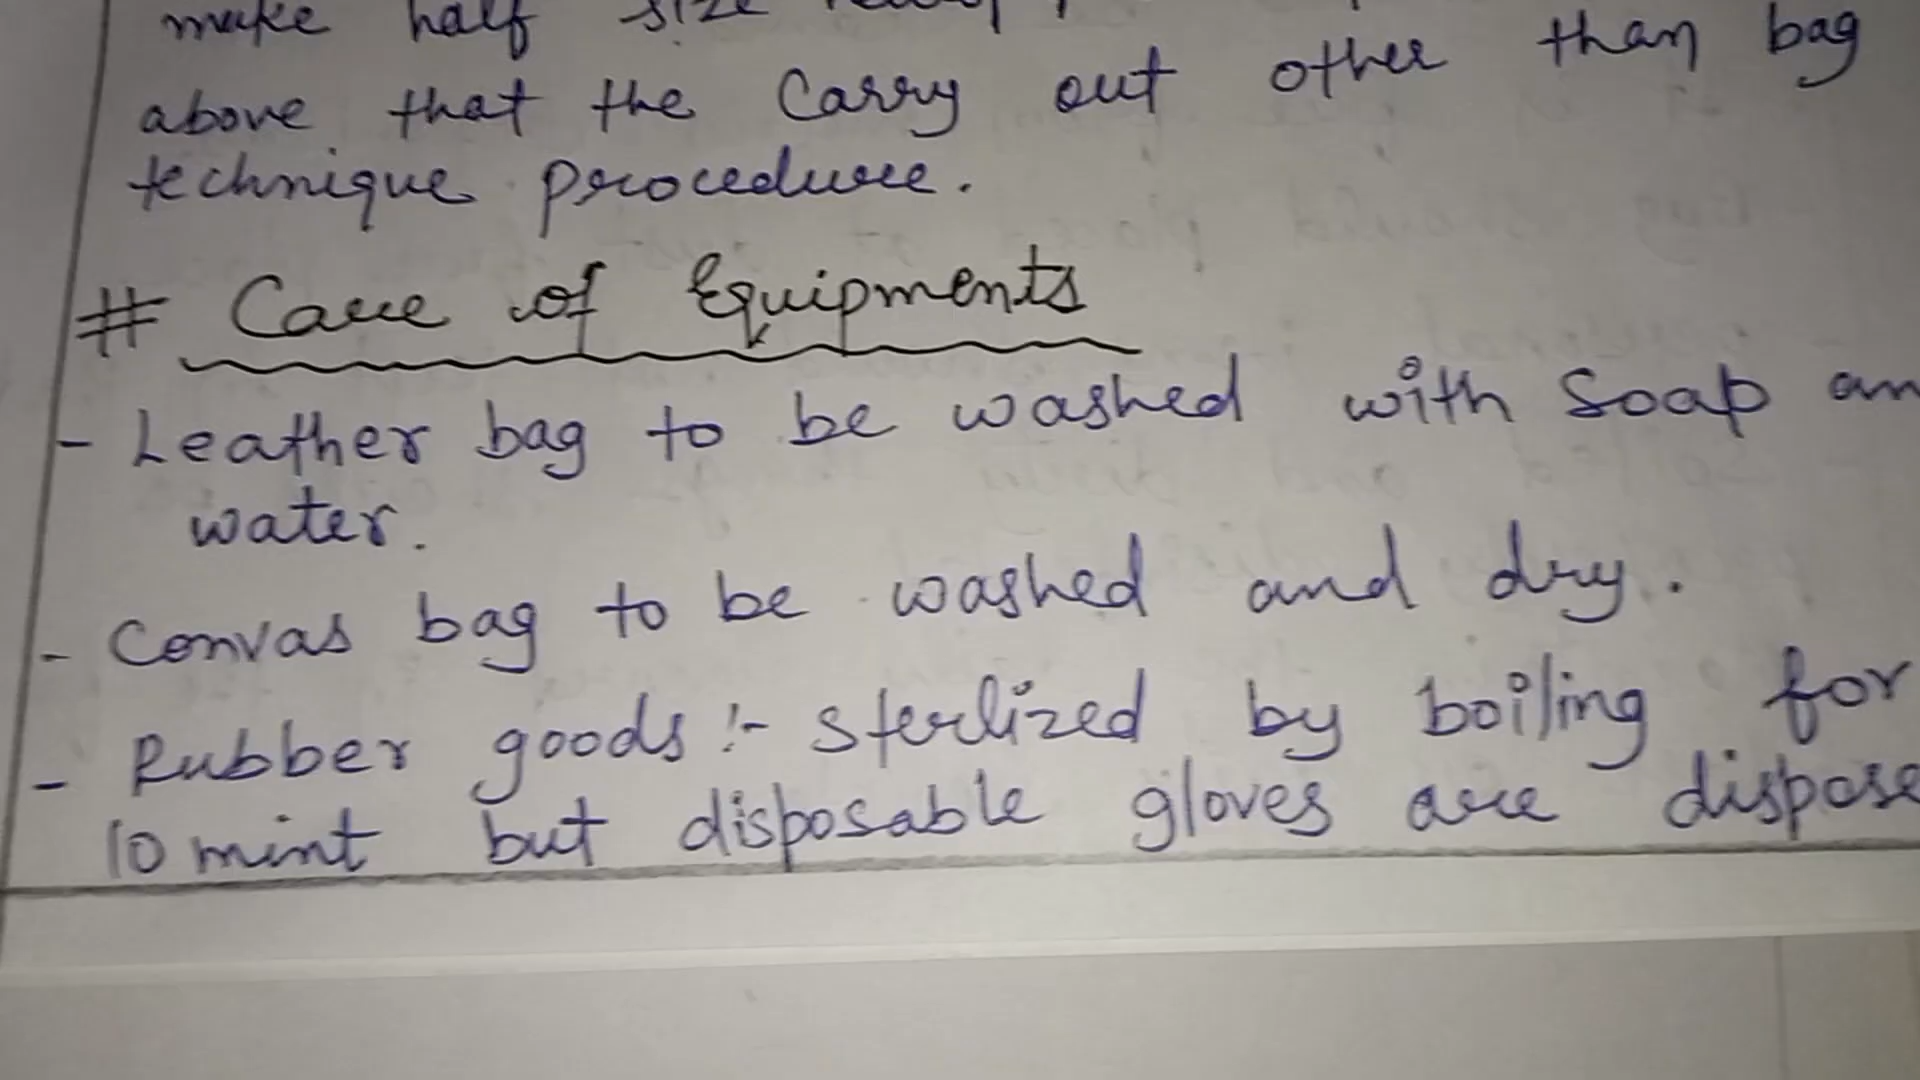 make half size
above that the Carry out other than bag
technique procedure.
# Care of Equipments
- Leather bag to be washed with Soap an
water.
- Convas bag to be washed and dry.
- Rubber goods :- sterlized by boiling for
10 mint but disposable gloves are dispose